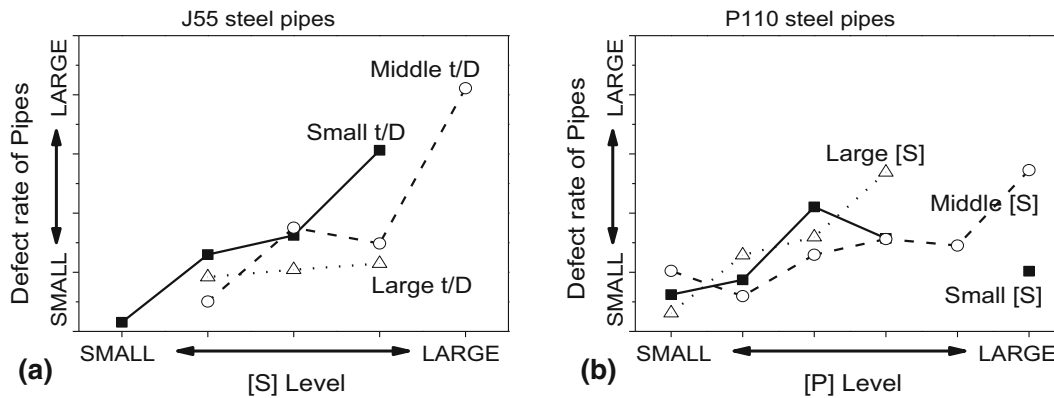 J55 steel pipes
Defect rate of Pipes
SMALL
LARGE
Middle t/D
Small t/D
Large t/D
SMALL
LARGE
[S] Level
(a)
P110 steel pipes
Defect rate of Pipes
SMALL
LARGE
Large [S]
Middle [S]
Small [S]
SMALL
LARGE
[P] Level
(b)